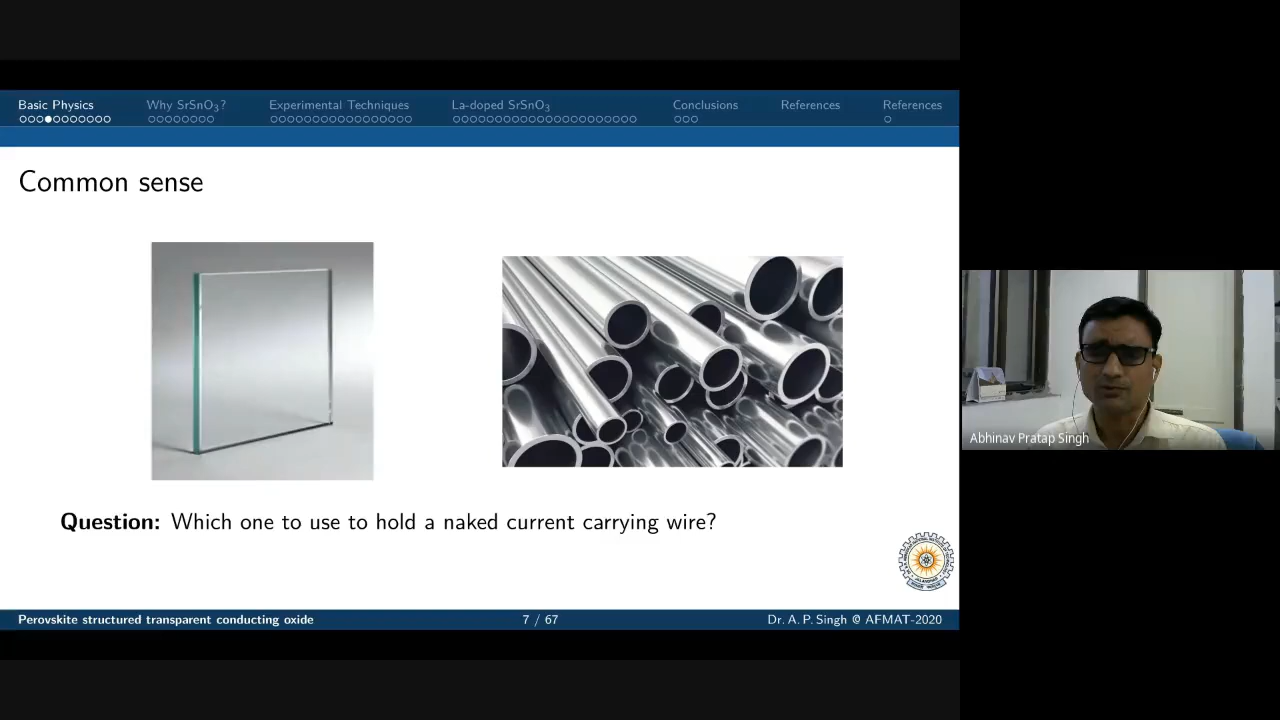 Basic Physics
Why SrSnO₃?
Experimental Techniques
La-doped SrSnO₃
Conclusions
References
References
Common sense
Question: Which one to use to hold a naked current carrying wire?
Abhinav Pratap Singh
Perovskite structured transparent conducting oxide
7 / 67
Dr. A. P. Singh @ AFMAT-2020